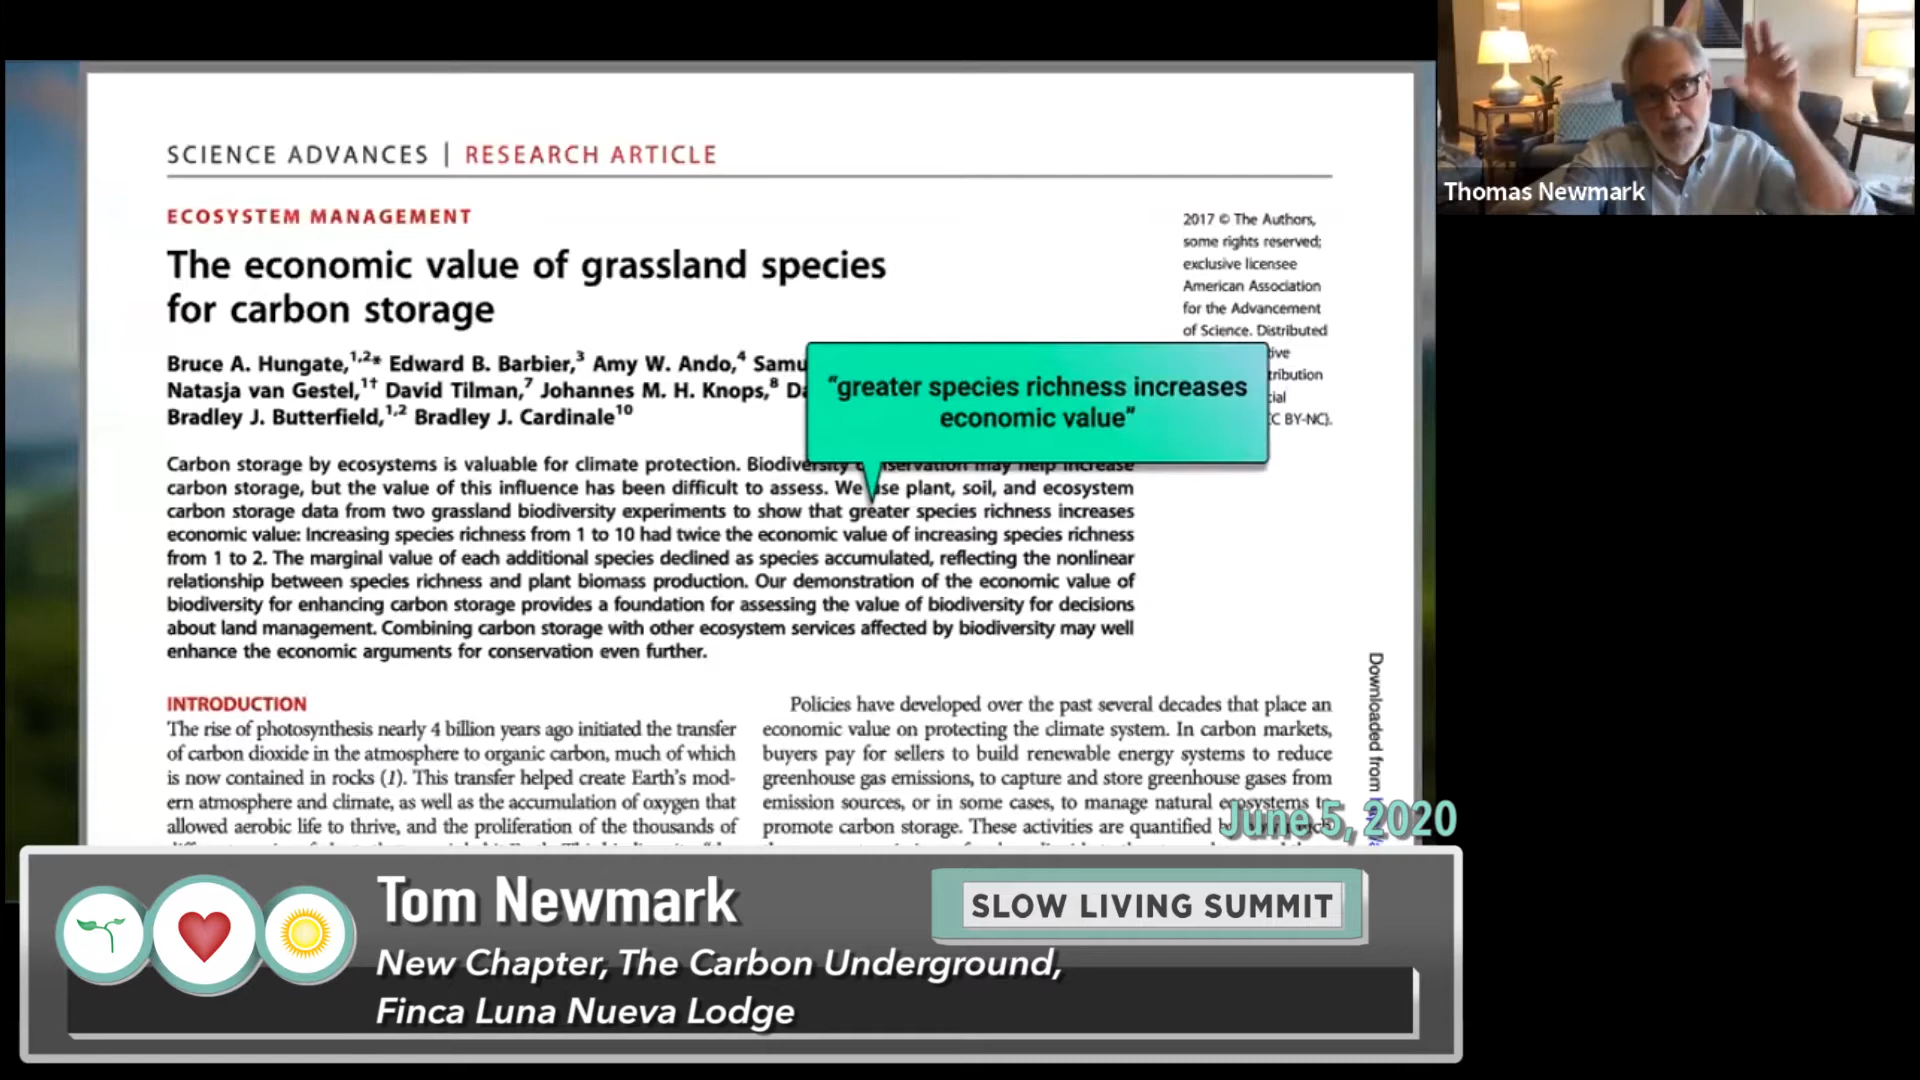 SCIENCE ADVANCES | RESEARCH ARTICLE
ECOSYSTEM MANAGEMENT
The economic value of grassland species
for carbon storage
Bruce A. Hungate,1,2* Edward B. Barbier,3 Amy W. Ando,4
Natasja van Gestel,1† David Tilman,7 Johannes M. H. Knops,8
Bradley J. Butterfield,1,2 Bradley J. Cardinale10
2017 © The Authors,
some rights reserved;
exclusive licensee
American Association
for the Advancement
of Science. Distributed
BY-NC).
"greater species richness increases
economic value"
Carbon storage by ecosystems is valuable for climate protection. Biodiversity conservation may help increase
carbon storage, but the value of this influence has been difficult to assess. We use plant, soil, and ecosystem
carbon storage data from two grassland biodiversity experiments to show that greater species richness increases
economic value: Increasing species richness from 1 to 10 had twice the economic value of increasing species richness
from 1 to 2. The marginal value of each additional species declined as species accumulated, reflecting the nonlinear
relationship between species richness and plant biomass production. Our demonstration of the economic value of
biodiversity for enhancing carbon storage provides a foundation for assessing the value of biodiversity for decisions
about land management. Combining carbon storage with other ecosystem services affected by biodiversity may well
enhance the economic arguments for conservation even further.
INTRODUCTION
The rise of photosynthesis nearly 4 billion years ago initiated the transfer
of carbon dioxide in the atmosphere to organic carbon, much of which
is now contained in rocks (1). This transfer helped create Earth's mod-
ern atmosphere and climate, as well as the accumulation of oxygen that
allowed aerobic life to thrive, and the proliferation of the thousands of
Policies have developed over the past several decades that place an
economic value on protecting the climate system. In carbon markets,
buyers pay for sellers to build renewable energy systems to reduce
greenhouse gas emissions, to capture and store greenhouse gases from
emission sources, or in some cases, to manage natural ecosystems to
promote carbon storage. These activities are quantified
Downloaded from
Thomas Newmark
June 5, 2020
Tom Newmark
SLOW LIVING SUMMIT
New Chapter, The Carbon Underground,
Finca Luna Nueva Lodge